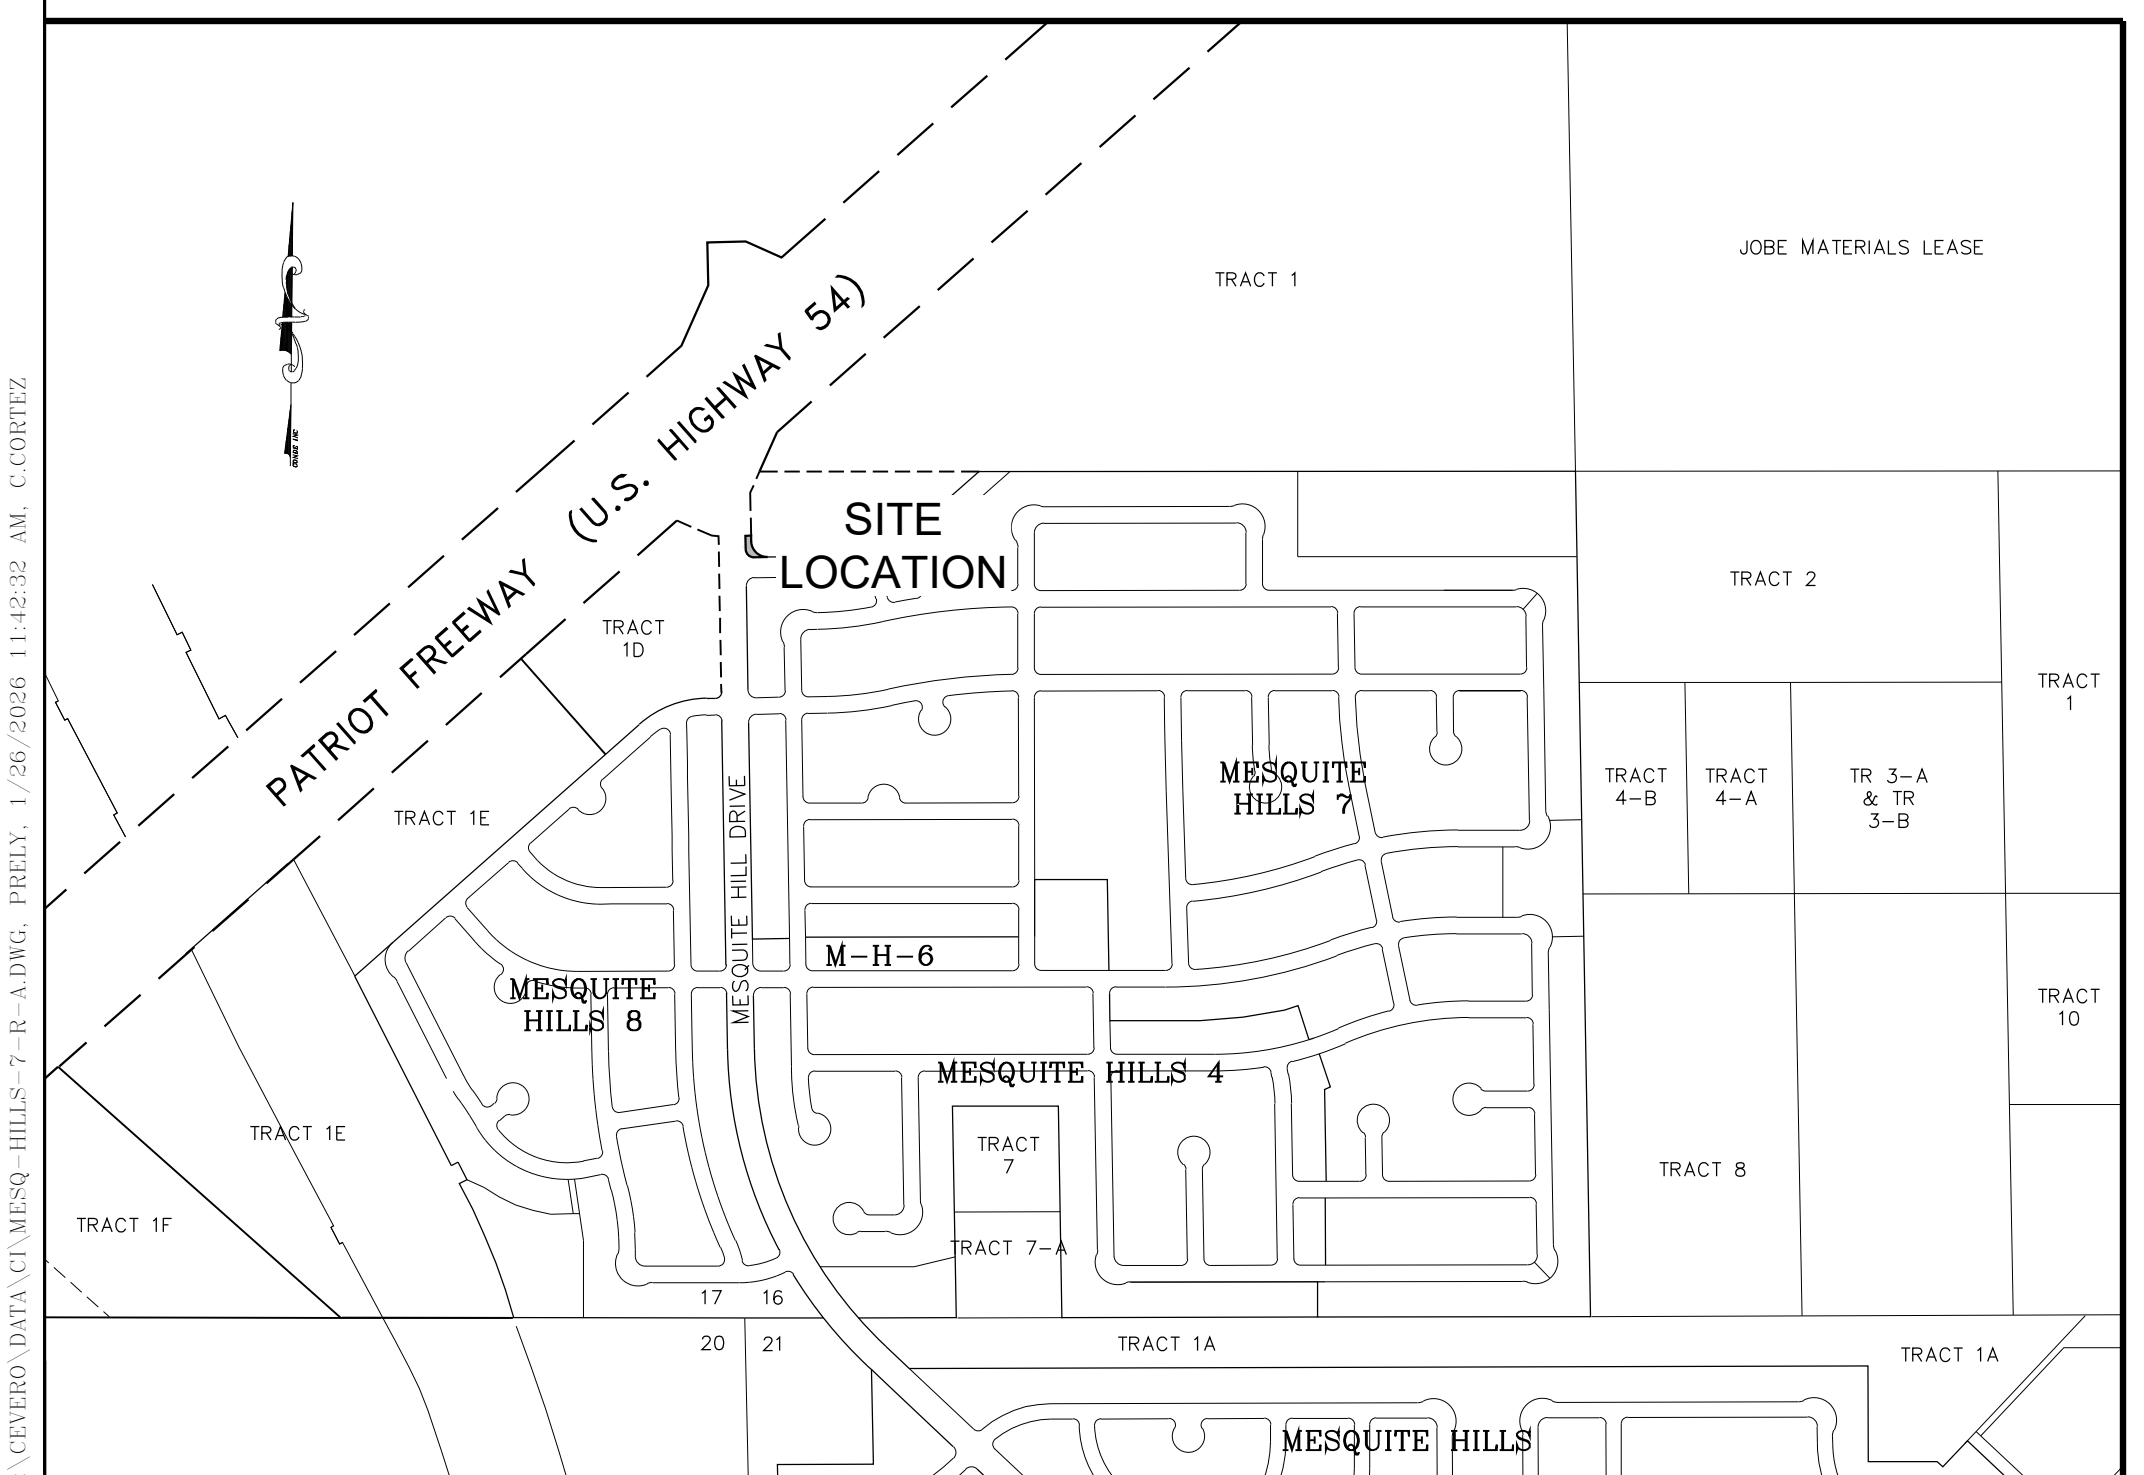 JOBE MATERIALS LEASE
TRACT 1
PATRIOT FREEWAY (U.S. HIGHWAY 54)
CONDE INC
SITE
LOCATION
TRACT 2
TRACT
1D
TRACT
1
MESQUITE
HILLS 7
TRACT
4-B
TRACT
4-A
TR 3-A
& TR
3-B
TRACT 1E
MESQUITE HILL DRIVE
M-H-6
MESQUITE
HILLS 8
TRACT
10
MESQUITE HILLS 4
TRACT 1E
TRACT
7
TRACT 8
TRACT 1F
TRACT 7-A
17 16
20 21
TRACT 1A
TRACT 1A
MESQUITE HILLS
\CEVERO\DATA\CI\MESQ-HILLS-7-R-A.DWG, PRELY, 1/26/2026 11:42:32 AM, C.CORTEZ